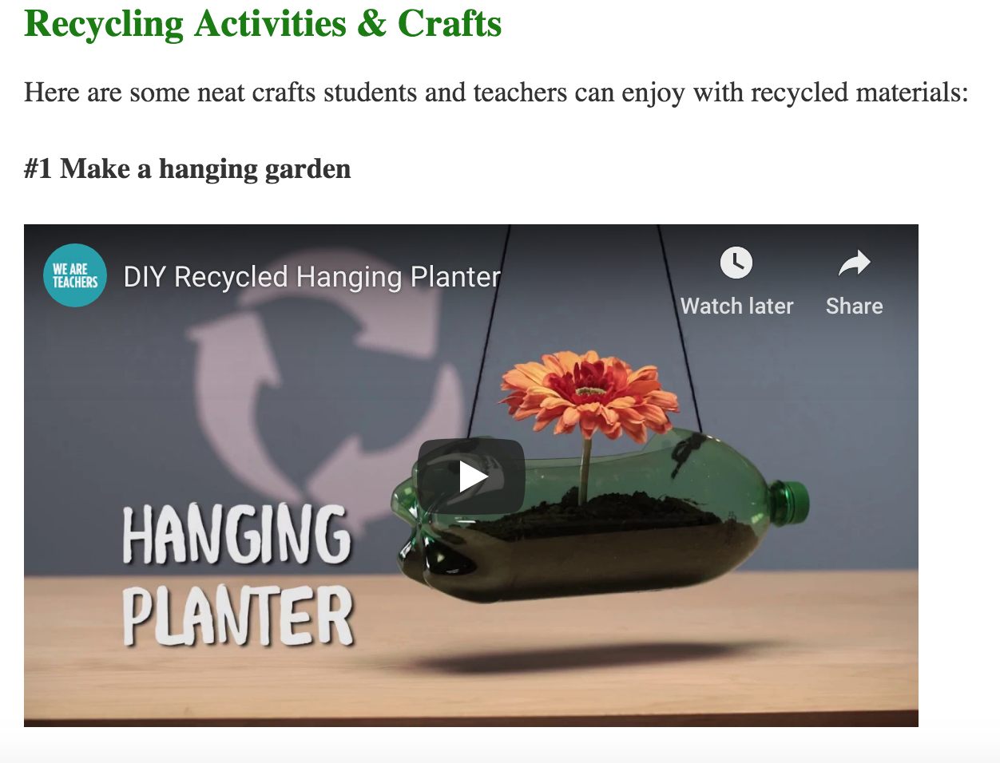 Recycling Activities & Crafts
Here are some neat crafts students and teachers can enjoy with recycled materials:
#1 Make a hanging garden
WE ARE
TEACHERS
DIY Recycled Hanging Planter
Watch later
Share
HANGING
PLANTER